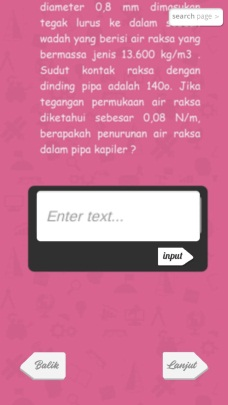 diameter 0,8 mm dimasukan
search page >
tegak lurus ke dalam
wadah yang berisi air raksa yang
bermassa jenis 13.600 kg/m3 .
Sudut kontak raksa dengan
dinding pipa adalah 140o. Jika
tegangan permukaan air raksa
diketahui sebesar 0,08 N/m,
berapakah penurunan air raksa
dalam pipa kapiler ?
Enter text...
input
Balik
Lanjut